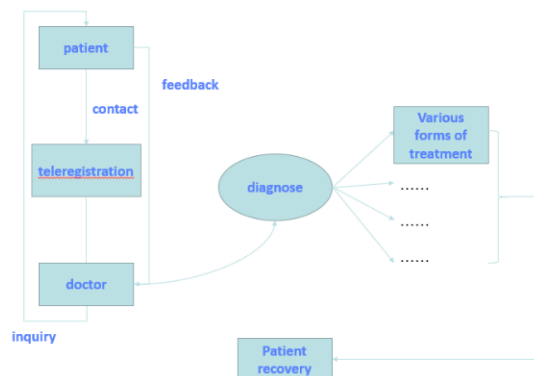 patient
feedback
contact
Various
forms of
treatment
teleregistration
diagnose
......
......
......
doctor
inquiry
Patient
recovery